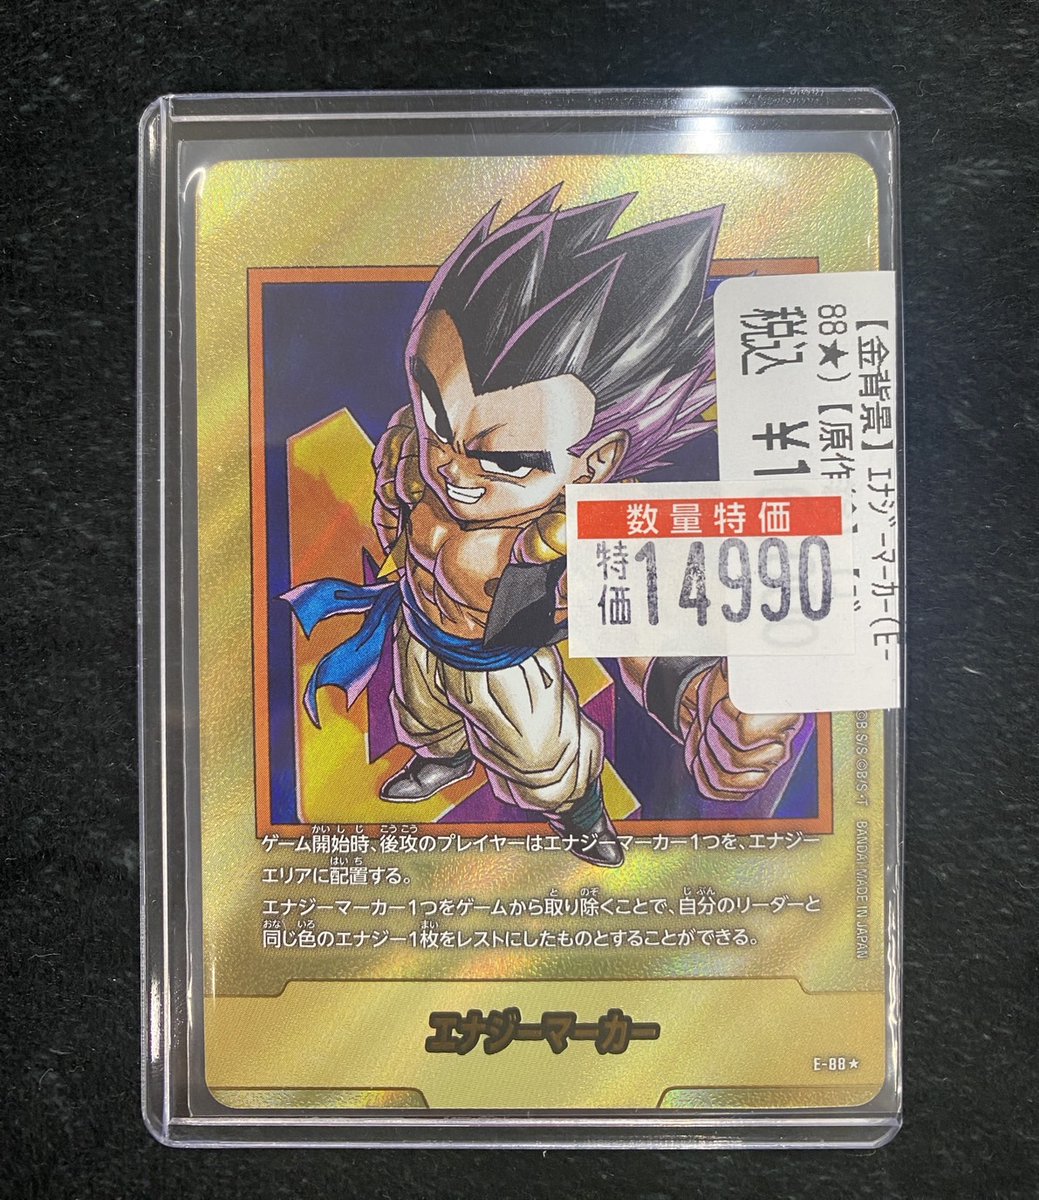 【金背景】エナジーマーカー(E-
88★)【原作
税込 ¥1
数量特価
特価14990
ゲーム開始時、後攻のプレイヤーはエナジーマーカー1つを、エナジー
エリアに配置する。
エナジーマーカー1つをゲームから取り除くことで、自分のリーダーと
同じ色のエナジー1枚をレストにしたものとすることができる。
©B.S/S ©B/S・T BANDAI MADE IN JAPAN
エナジーマーカー
E-88★